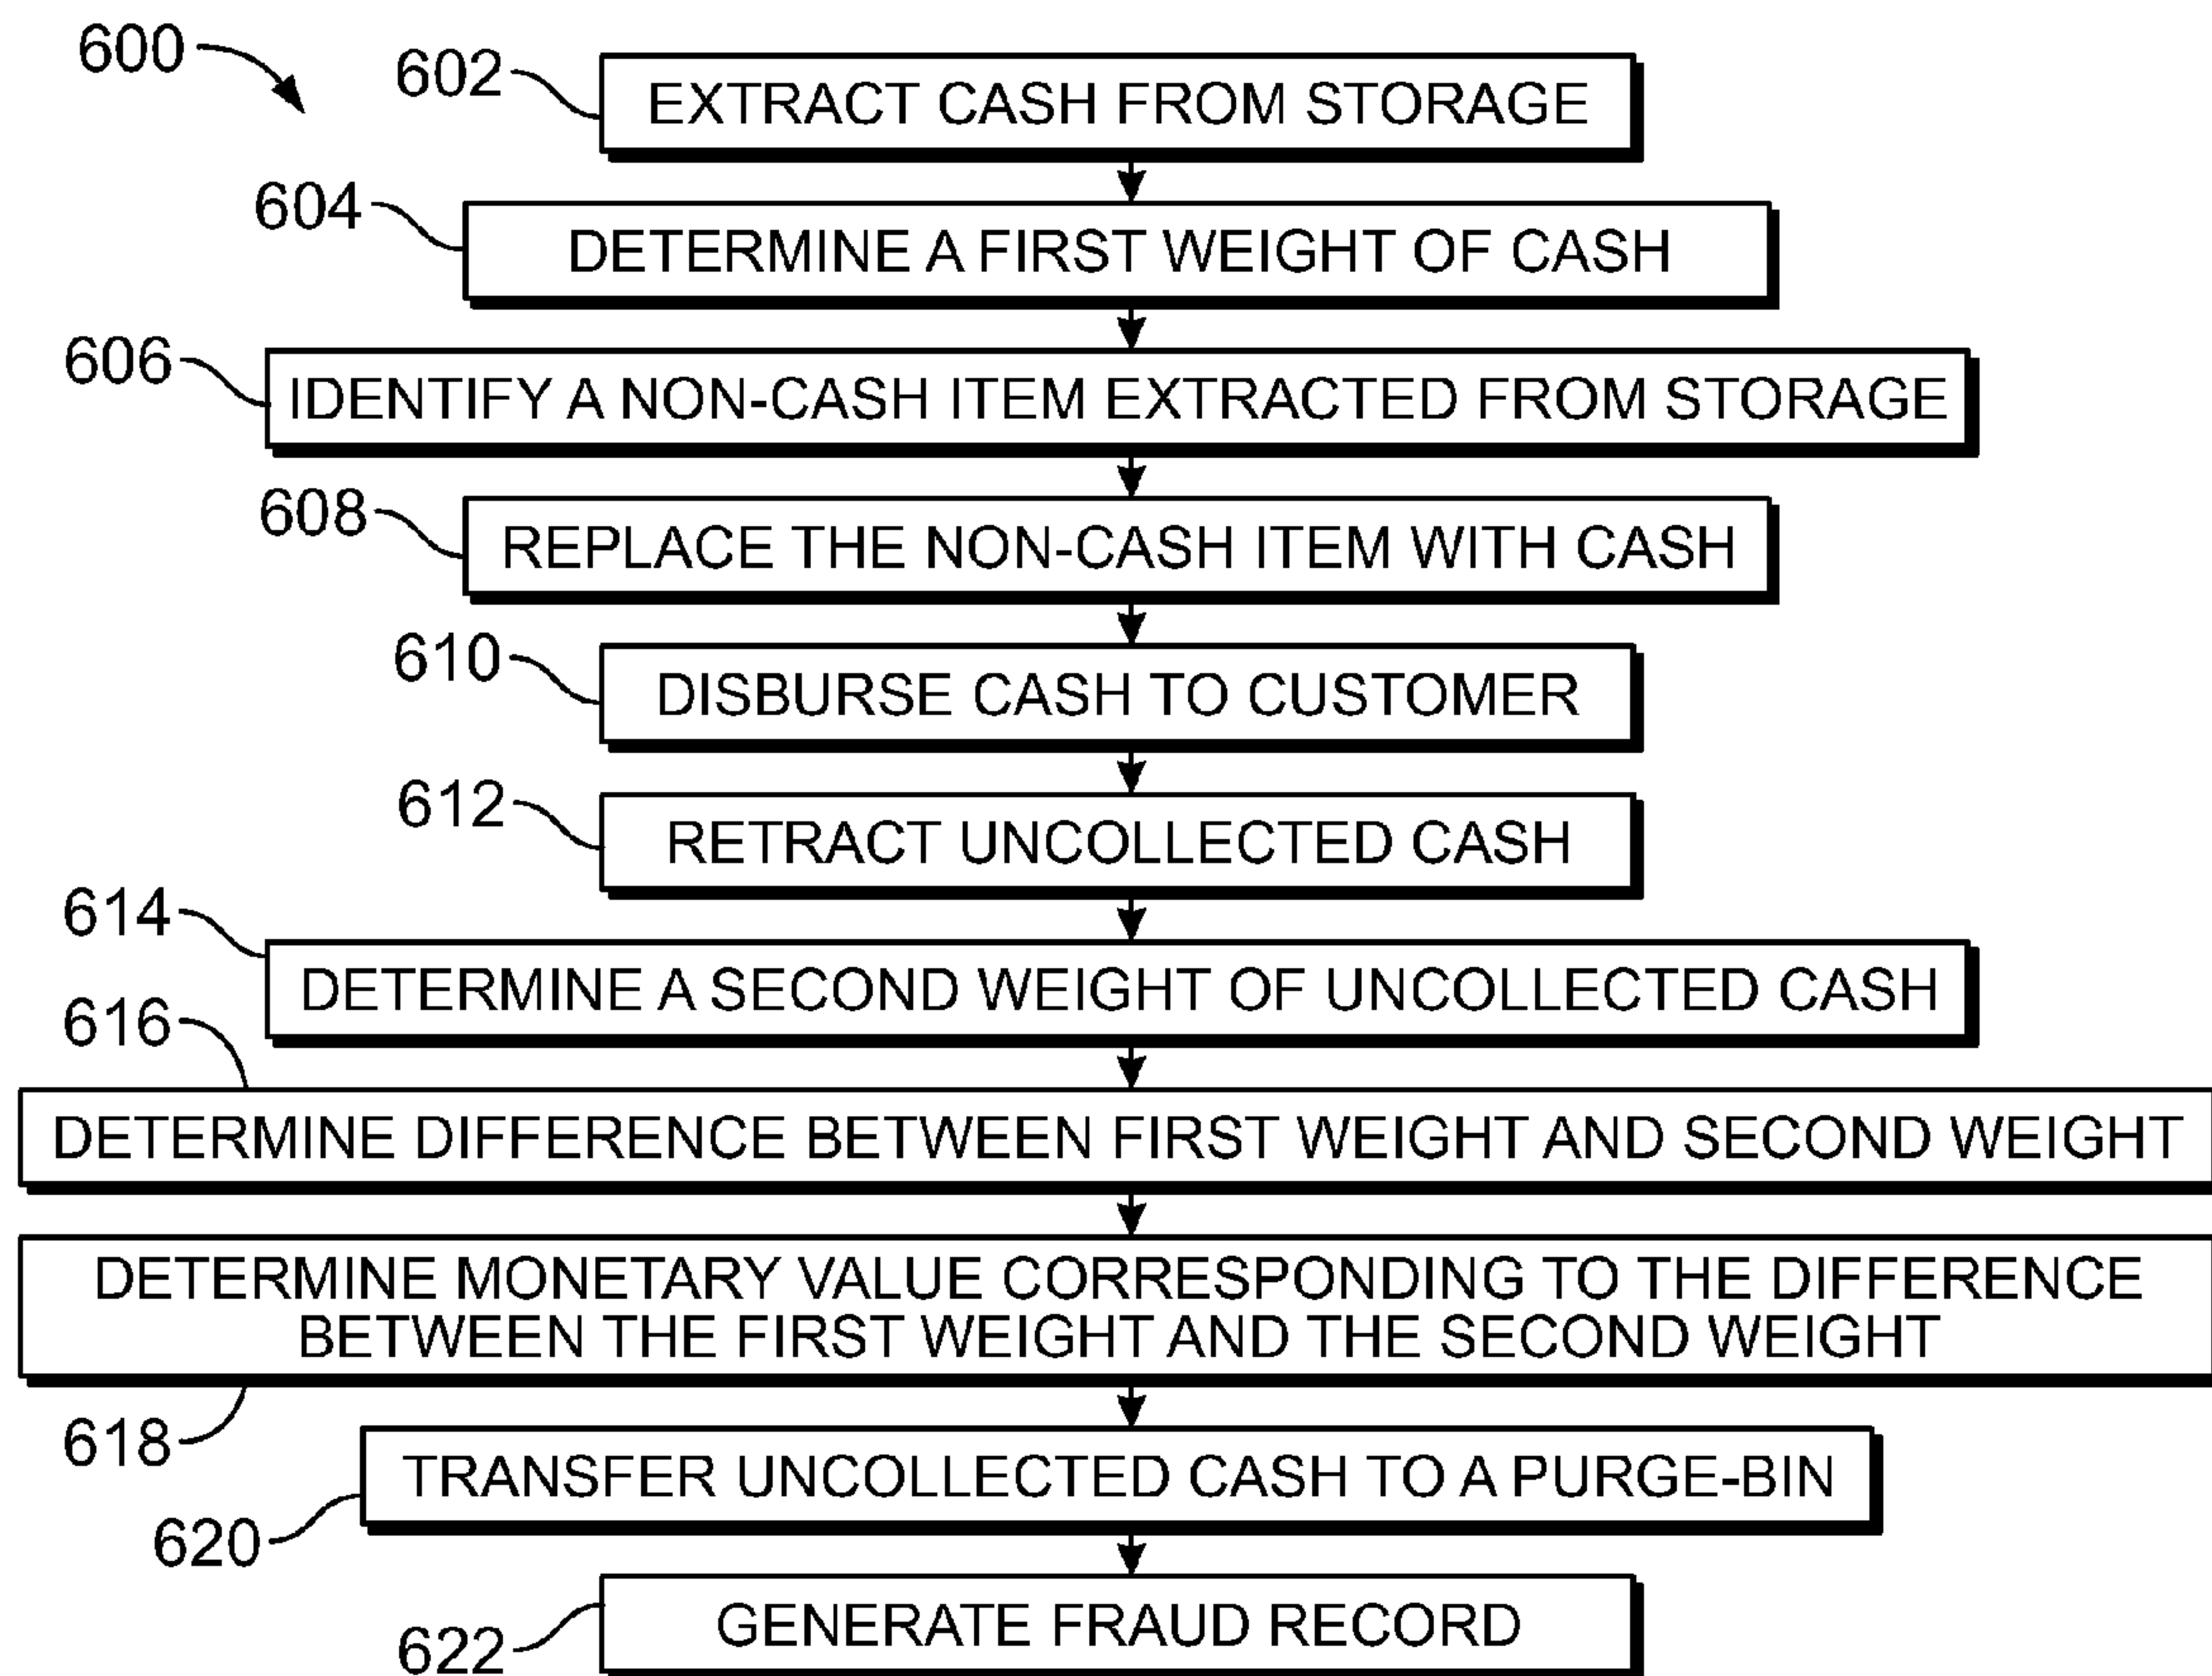 600
602
EXTRACT CASH FROM STORAGE
604
DETERMINE A FIRST WEIGHT OF CASH
606
IDENTIFY A NON-CASH ITEM EXTRACTED FROM STORAGE
608
REPLACE THE NON-CASH ITEM WITH CASH
610
DISBURSE CASH TO CUSTOMER
612
RETRACT UNCOLLECTED CASH
614
DETERMINE A SECOND WEIGHT OF UNCOLLECTED CASH
616
DETERMINE DIFFERENCE BETWEEN FIRST WEIGHT AND SECOND WEIGHT
DETERMINE MONETARY VALUE CORRESPONDING TO THE DIFFERENCE
BETWEEN THE FIRST WEIGHT AND THE SECOND WEIGHT
618
TRANSFER UNCOLLECTED CASH TO A PURGE-BIN
620
GENERATE FRAUD RECORD
622